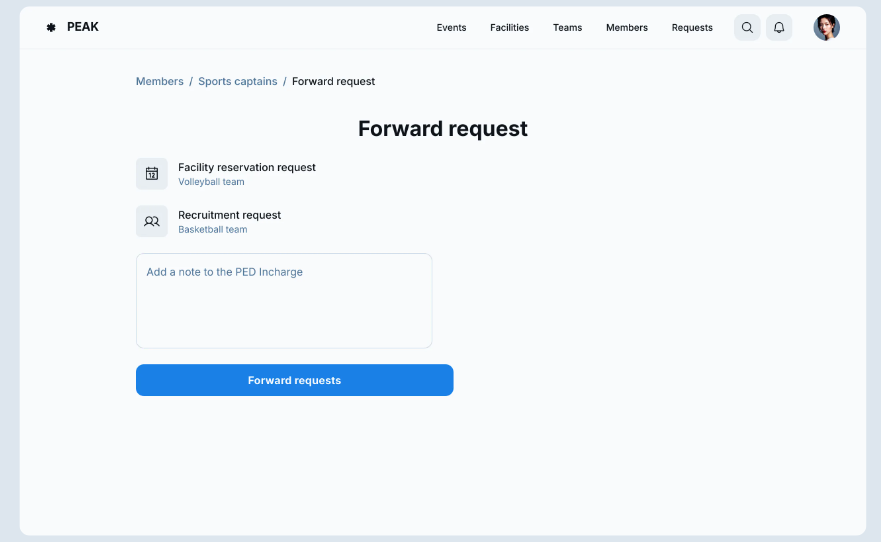 PEAK
Events Facilities Teams Members Requests
Members / Sports captains / Forward request
Forward request
12
Facility reservation request
Volleyball team
Recruitment request
Basketball team
Add a note to the PED Incharge
Forward requests